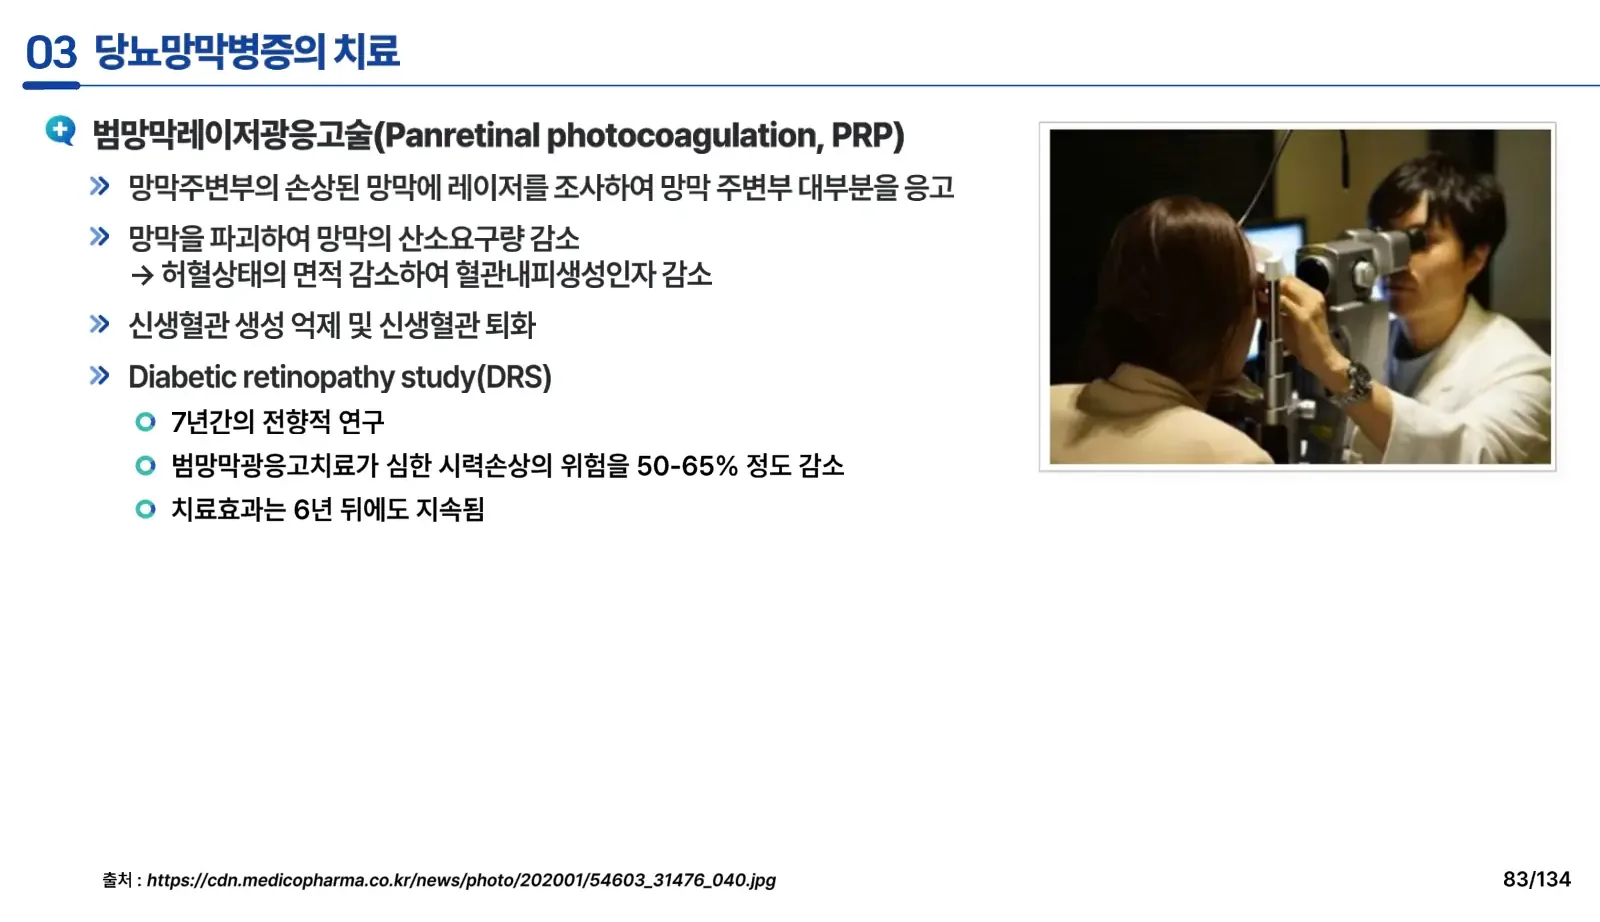 03 당뇨망막병증의 치료
범망막레이저광응고술(Panretinal photocoagulation, PRP)
망막주변부의 손상된 망막에 레이저를 조사하여 망막 주변부 대부분을 응고
망막을 파괴하여 망막의 산소요구량 감소
→ 허혈상태의 면적 감소하여 혈관내피생성인자 감소
신생혈관 생성 억제 및 신생혈관 퇴화
Diabetic retinopathy study(DRS)
7년간의 전향적 연구
범망막광응고치료가 심한 시력손상의 위험을 50-65% 정도 감소
치료효과는 6년 뒤에도 지속됨
출처 : https://cdn.medicopharma.co.kr/news/photo/202001/54603_31476_040.jpg
83/134